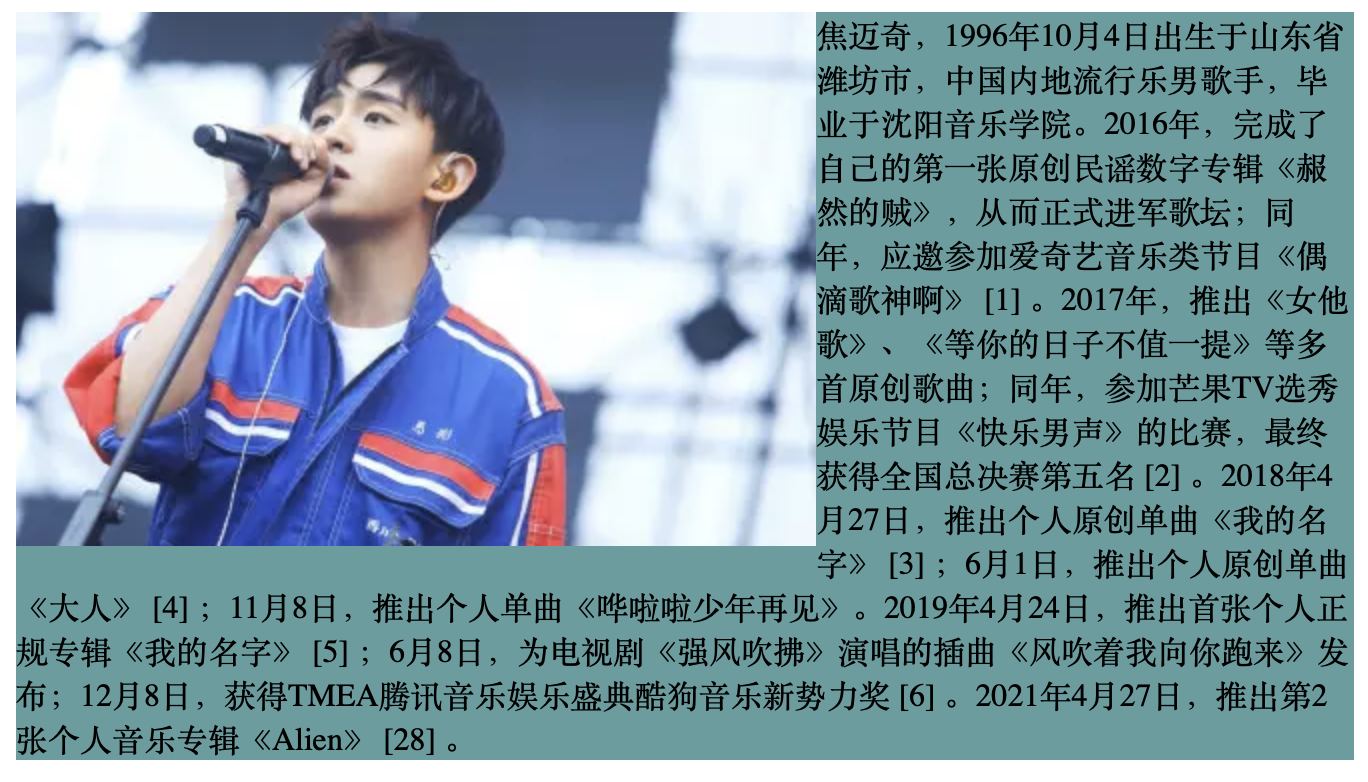 焦迈奇，1996年10月4日出生于山东省
潍坊市，中国内地流行乐男歌手，毕
业于沈阳音乐学院。2016年，完成了
自己的第一张原创民谣数字专辑《赧
然的贼》，从而正式进军歌坛；同
年，应邀参加爱奇艺音乐类节目《偶
滴歌神啊》 [1] 。2017年，推出《女他
歌》、《等你的日子不值一提》等多
首原创歌曲；同年，参加芒果TV选秀
娱乐节目《快乐男声》的比赛，最终
获得全国总决赛第五名 [2] 。2018年4
月27日，推出个人原创单曲《我的名
字》 [3] ；6月1日，推出个人原创单曲
《大人》 [4] ；11月8日，推出个人单曲《哗啦啦少年再见》。2019年4月24日，推出首张个人正
规专辑《我的名字》 [5] ；6月8日，为电视剧《强风吹拂》演唱的插曲《风吹着我向你跑来》发
布；12月8日，获得TMEA腾讯音乐娱乐盛典酷狗音乐新势力奖 [6] 。2021年4月27日，推出第2
张个人音乐专辑《Alien》 [28] 。